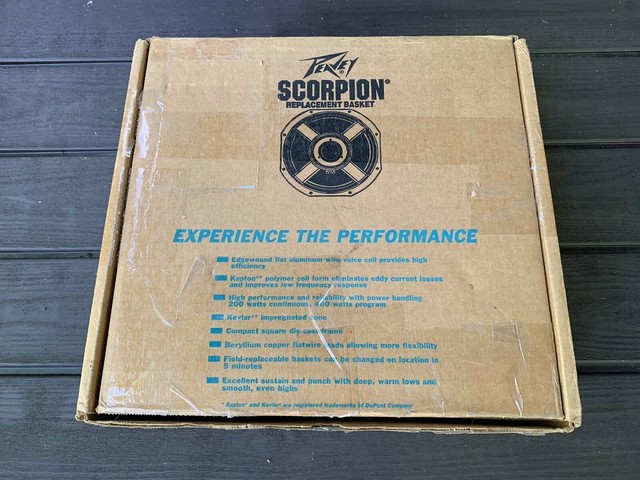 PEAVEY®
SCORPION®
REPLACEMENT BASKET
EXPERIENCE THE PERFORMANCE
Edgewound flat aluminum wire voice coil provides high
efficiency
Kapton** polymer coil form eliminates eddy current losses
and improves low frequency response
High performance and reliability with power handling
200 watts continuous, 400 watts program
Kevlar** impregnated cone
Compact square die-cast frame
Beryllium copper flatwire leads allowing more flexibility
Field-replaceable baskets can be changed on location in
5 minutes
Excellent sustain and punch with deep, warm lows and
smooth, even highs
* Kapton® and Kevlar® are registered trademarks of DuPont Company